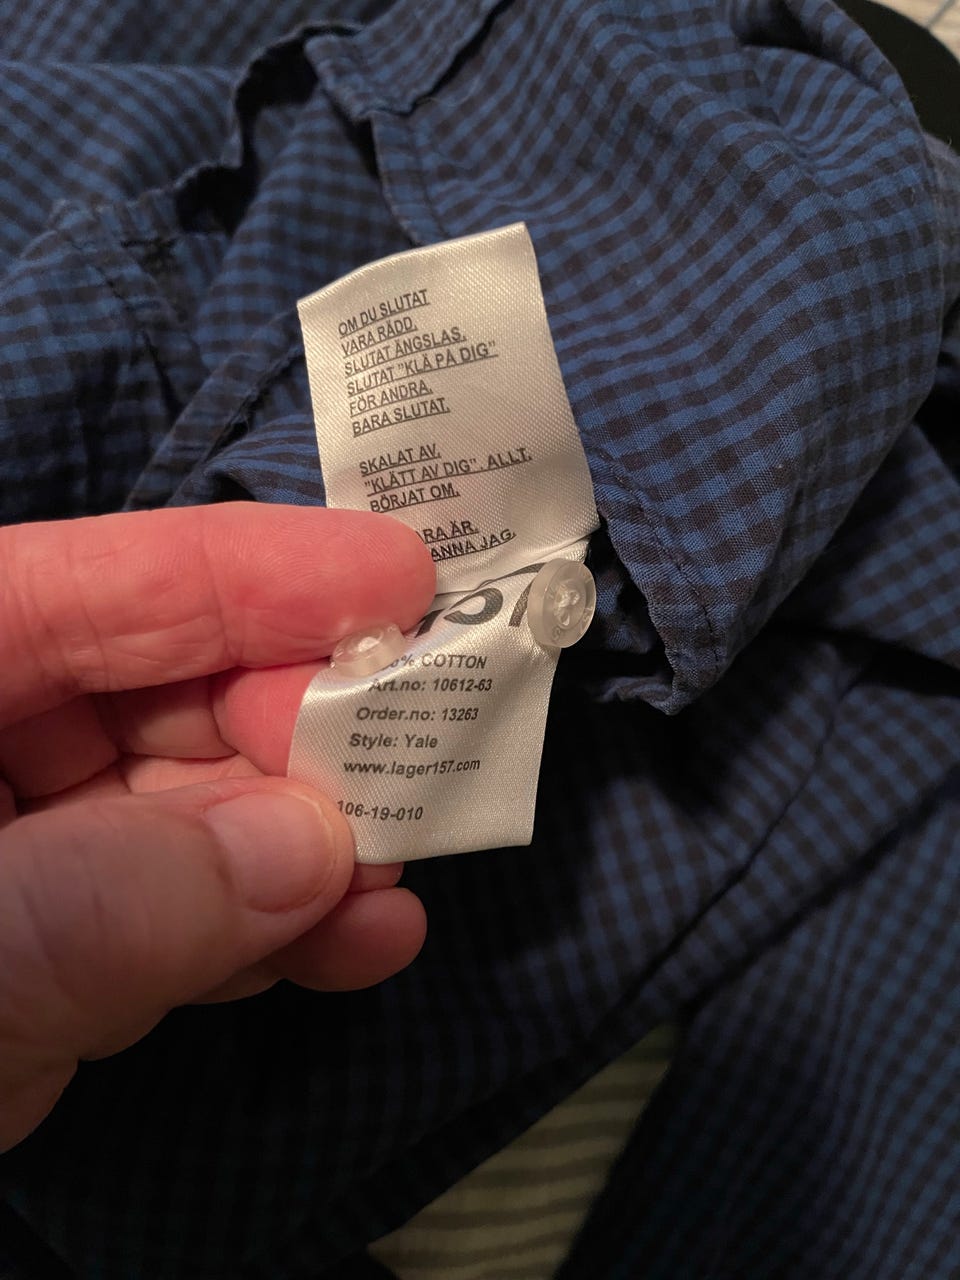 OM DU SLUTAT
VARA RÄDD.
SLUTAT ÄNGSLAS.
SLUTAT "KLÄ PÅ DIG"
FÖR ANDRA.
BARA SLUTAT.
SKALAT AV.
"KLÄTT AV DIG". ALLT.
BÖRJAT OM.
ÄR.
JAG.
COTTON
Art.no: 10612-63
Order.no: 13263
Style: Yale
www.lager157.com
106-19-010